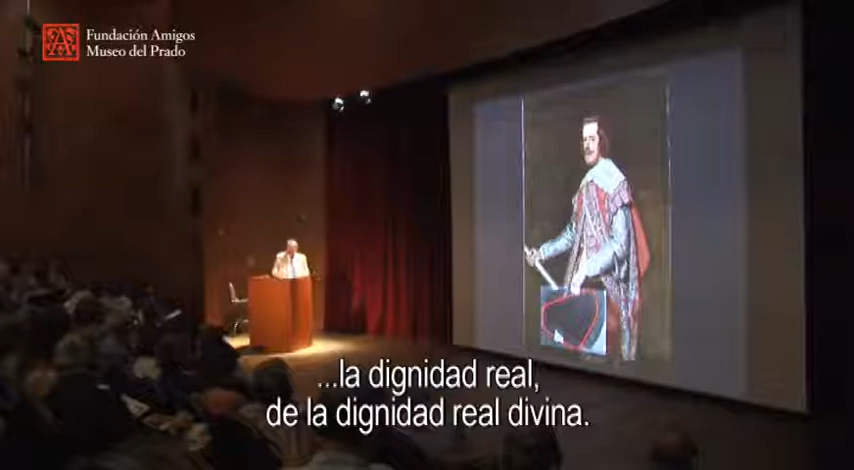 Fundación Amigos
Museo del Prado
...la dignidad real,
de la dignidad real divina.